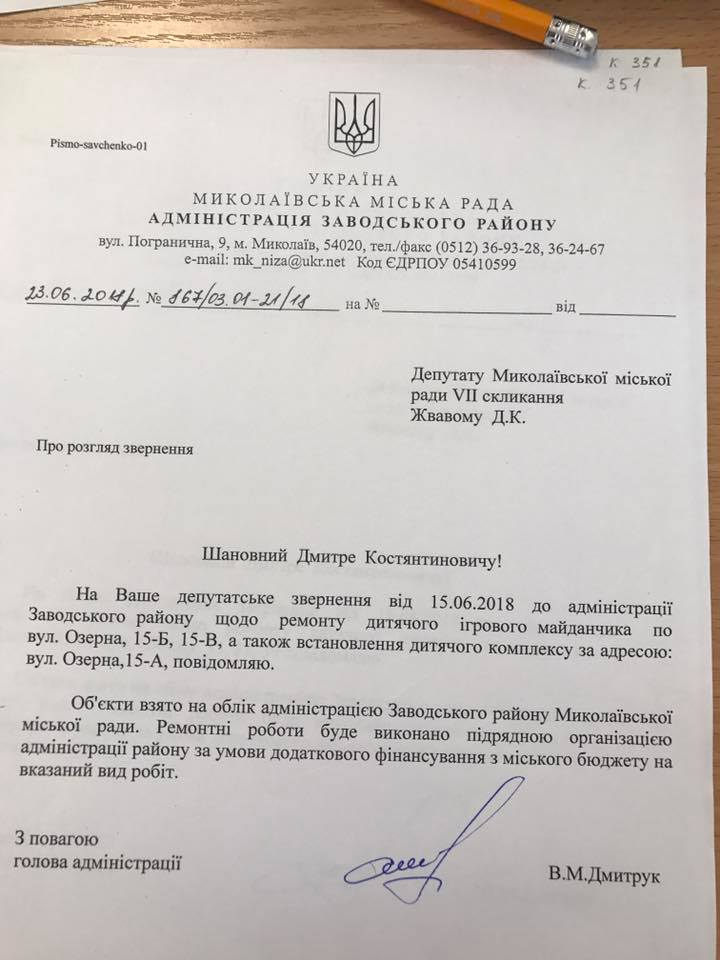 К 351
К 351
Pismo-savchenko-01
УКРАЇНА
МИКОЛАЇВСЬКА МІСЬКА РАДА
АДМІНІСТРАЦІЯ ЗАВОДСЬКОГО РАЙОНУ
вул. Погранична, 9, м. Миколаїв, 54020, тел./факс (0512) 36-93-28, 36-24-67
e-mail: mk_niza@ukr.net Код ЄДРПОУ 05410599
23.06.2018р. № 867/03.01-21/18 на № від
Депутату Миколаївської міської
ради VII скликання
Жвавому Д.К.
Про розгляд звернення
Шановний Дмитре Костянтиновичу!
На Ваше депутатське звернення від 15.06.2018 до адміністрації
Заводського району щодо ремонту дитячого ігрового майданчика по
вул. Озерна, 15-Б, 15-В, а також встановлення дитячого комплексу за адресою:
вул. Озерна,15-А, повідомляю.
Об'єкти взято на облік адміністрацією Заводського району Миколаївської
міської ради. Ремонтні роботи буде виконано підрядною організацією
адміністрації району за умови додаткового фінансування з міського бюджету на
вказаний вид робіт.
З повагою
голова адміністрації
В.М.Дмитрук